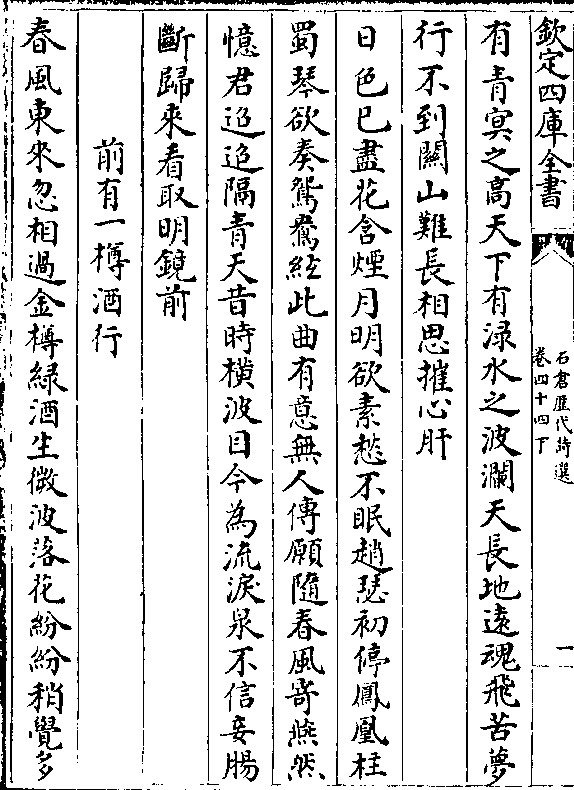 欽定四庫全書
石倉歷代詩選
卷四十四下
一
有青冥之高天下有淥水之波瀾天長地遠魂飛苦夢
行不到關山難長相思摧心肝
日色已盡花含煙月明欲素愁不眠趙瑟初停鳳凰柱
蜀琴欲奏鴛鴦絃此曲有意無人傳願隨春風寄燕然
憶君迢迢隔青天昔時橫波目今為流淚泉不信妾腸
斷歸來看取明鏡前
前有一樽酒行
春風東來忽相過金樽綠酒生微波落花紛紛稍覺多